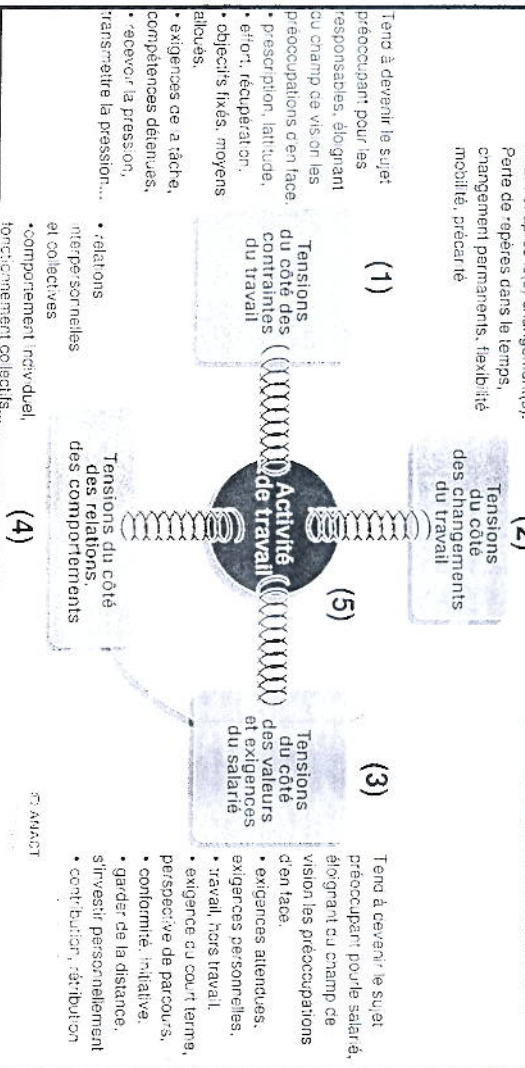 Perte de repères dans le temps,
changement permanents, flexibilité
mobilité, précarité
(2)
Tensions
du côté
des changements
du travail
Tend à devenir le sujet
préoccupant pour les
responsables, éloignant
du champ de vision les
préoccupations d'en face.
• prescription, latitude,
• effort, récupération.
• objectifs fixés, moyens
alloués.
• exigences de a tâche,
compétences détenues,
• recevoir la pression,
transmettre la pression...
(1)
Tensions
du côté des
contraintes
du travail
Activité
de travail
(5)
(3)
Tensions
du côté
des valeurs
et exigences
du salarié
Tend à devenir le sujet
préoccupant pour le salarié,
éloignant du champ de
vision les préoccupations
d'en face.
• exigences attendues.
exigences personnelles,
• travail, hors travail.
• exigence du court terme,
perspective de parcours,
• conformité, initiative.
• garder de la distance.
s'investir personnellement
• contribution, rétribution
• relations
interpersonnelles
et collectives
• comportement individuel,
fonctionnement collectifs...
Tensions du côté
des relations,
des comportements
(4)
© ANACT